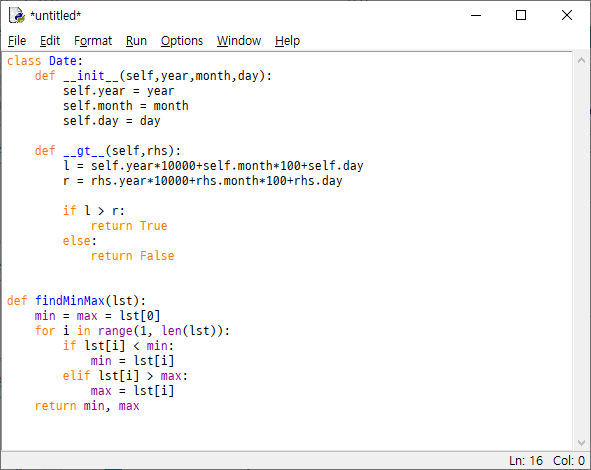 *untitled*
File Edit Format Run Options Window Help
class Date:
    def __init__(self,year,month,day):
        self.year = year
        self.month = month
        self.day = day

    def __gt__(self,rhs):
        l = self.year*10000+self.month*100+self.day
        r = rhs.year*10000+rhs.month*100+rhs.day

        if l > r:
            return True
        else:
            return False


def findMinMax(lst):
    min = max = lst[0]
    for i in range(1, len(lst)):
        if lst[i] < min:
            min = lst[i]
        elif lst[i] > max:
            max = lst[i]
    return min, max
Ln: 16 Col: 0